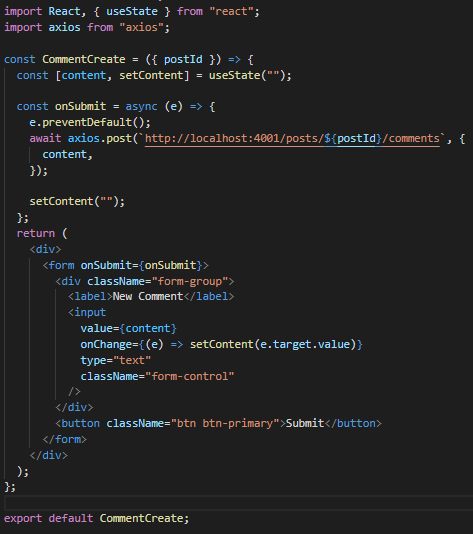 import React, { useState } from "react";
import axios from "axios";

const CommentCreate = ({ postId }) => {
  const [content, setContent] = useState("");

  const onSubmit = async (e) => {
    e.preventDefault();
    await axios.post(`http://localhost:4001/posts/${postId}/comments`, {
      content,
    });

    setContent("");
  };
  return (
    <div>
      <form onSubmit={onSubmit}>
        <div className="form-group">
          <label>New Comment</label>
          <input
            value={content}
            onChange={(e) => setContent(e.target.value)}
            type="text"
            className="form-control"
          />
        </div>
        <button className="btn btn-primary">Submit</button>
      </form>
    </div>
  );
};

export default CommentCreate;